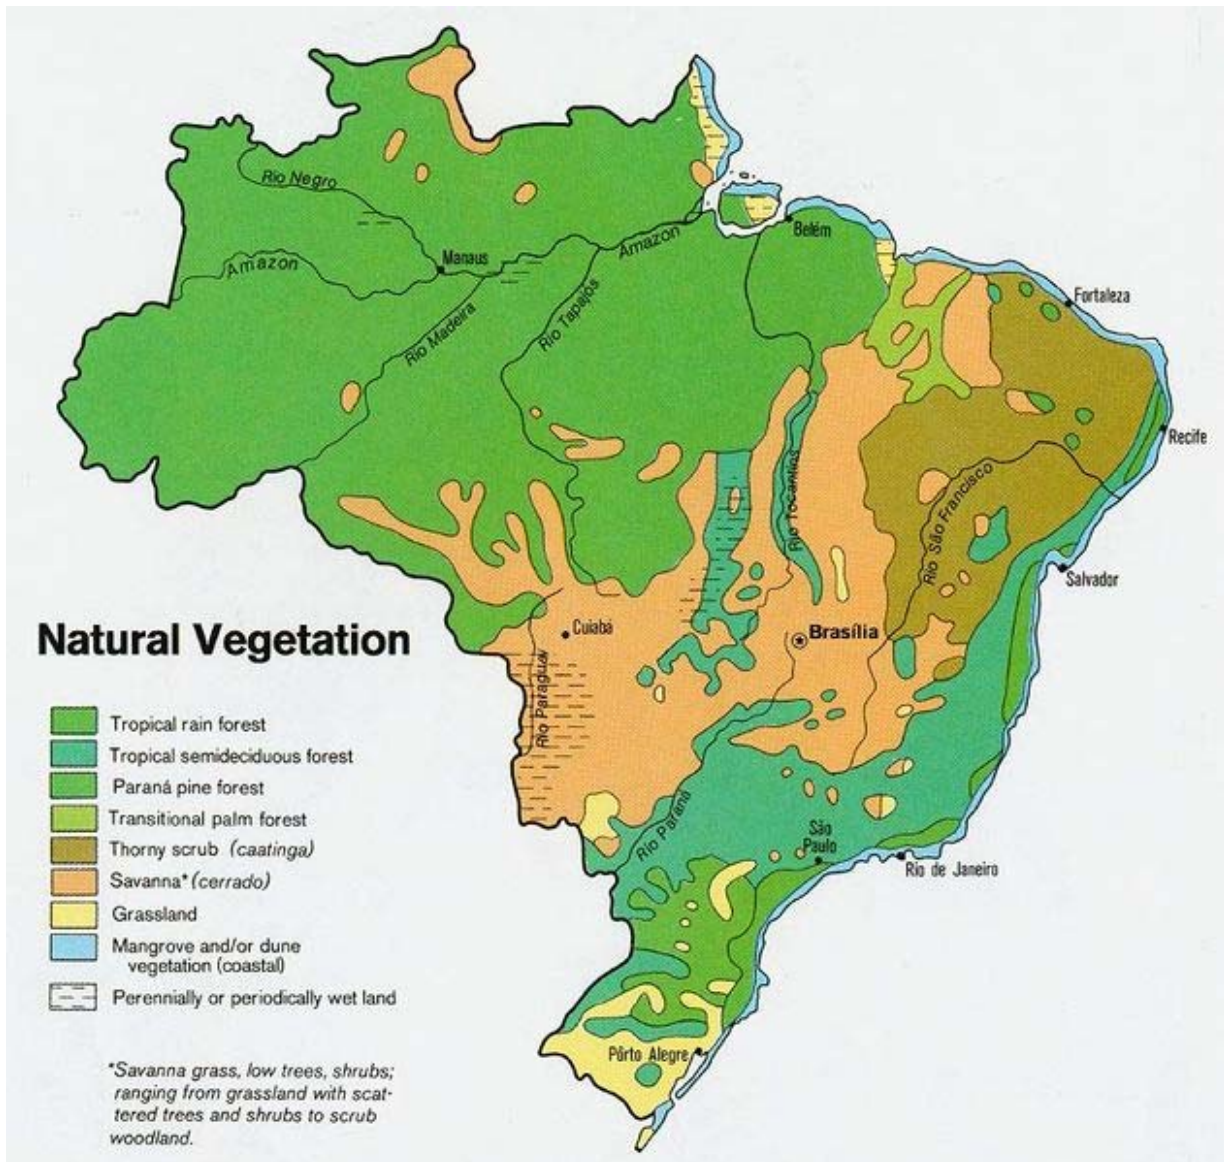 Rio Negro
Amazon
Manaus
Amazon
Belém
Rio Madeira
Rio Tapajós
Fortaleza
Recife
Rio Tocantins
Rio São Francisco
Salvador
Natural Vegetation
Cuiabá
Brasília
Rio Paraguai
Tropical rain forest
Tropical semideciduous forest
Paraná pine forest
Transitional palm forest
Thorny scrub (caatinga)
Savanna* (cerrado)
Grassland
Mangrove and/or dune
vegetation (coastal)
Perennially or periodically wet land
Rio Paraná
São
Paulo
Rio de Janeiro
Pôrto Alegre
*Savanna grass, low trees, shrubs;
ranging from grassland with scat-
tered trees and shrubs to scrub
woodland.